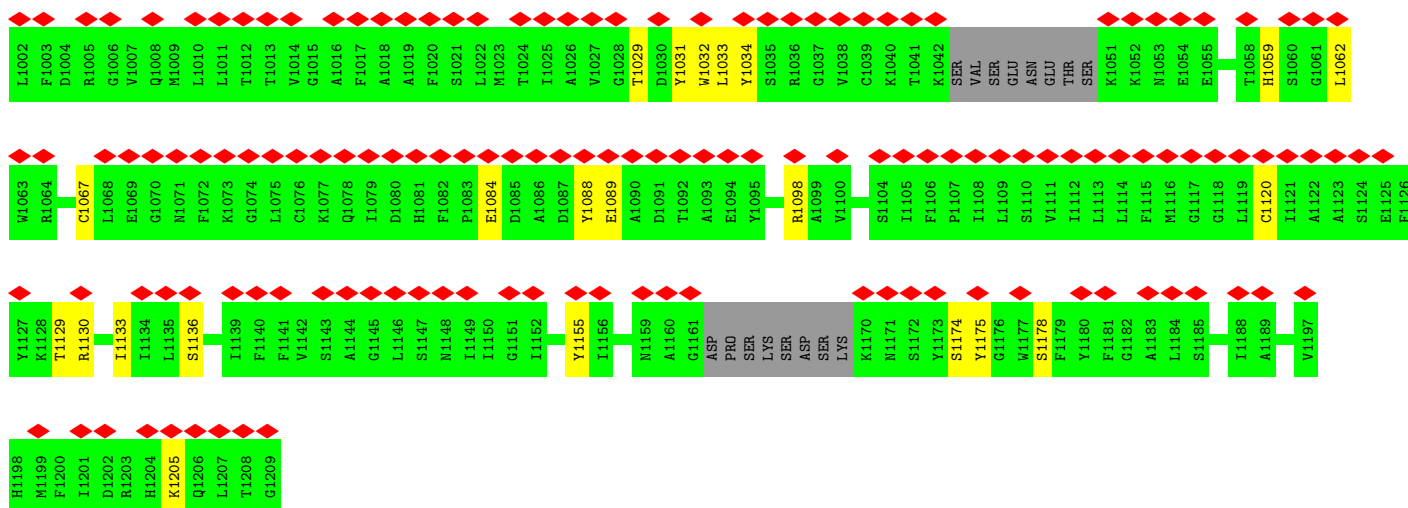 L1002 F1003 D1004 R1005 G1006 V1007 Q1008 M1009 L1010 L1011 T1012 T1013 V1014 G1015 A1016 F1017 A1018 A1019 F1020 S1021 L1022 M1023 T1024 I1025 A1026 V1027 G1028 T1029 D1030 Y1031 W1032 L1033 Y1034 S1035 R1036 G1037 V1038 C1039 K1040 T1041 K1042 SER VAL SER GLU ASN GLU THR SER K1051 K1052 N1053 E1054 E1055 T1058 H1059 S1060 G1061 L1062
W1063 R1064 C1067 L1068 E1069 G1070 N1071 F1072 K1073 G1074 L1075 C1076 K1077 Q1078 I1079 D1080 H1081 F1082 P1083 E1084 D1085 A1086 D1087 Y1088 E1089 A1090 D1091 T1092 A1093 E1094 Y1095 R1098 A1099 V1100 S1104 I1105 F1106 P1107 I1108 L1109 S1110 V1111 I1112 L1113 L1114 F1115 M1116 G1117 G1118 L1119 C1120 I1121 A1122 A1123 S1124 E1125 F1126
Y1127 K1128 T1129 R1130 I1133 I1134 L1135 S1136 I1139 F1140 F1141 V1142 S1143 A1144 G1145 L1146 S1147 N1148 I1149 I1150 G1151 I1152 Y1155 I1156 N1159 A1160 G1161 ASP PRO SER LYS SER ASP SER LYS K1170 N1171 S1172 Y1173 S1174 Y1175 G1176 W1177 S1178 F1179 Y1180 F1181 G1182 A1183 L1184 S1185 I1188 A1189 V1197
H1198 M1199 F1200 I1201 D1202 R1203 H1204 K1205 Q1206 L1207 T1208 G1209